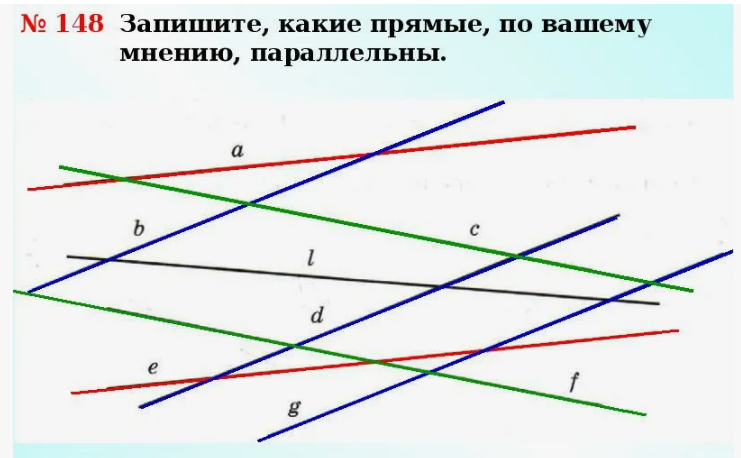 № 148 Запишите, какие прямые, по вашему
мнению, параллельны.
a
b
c
l
d
e
f
g